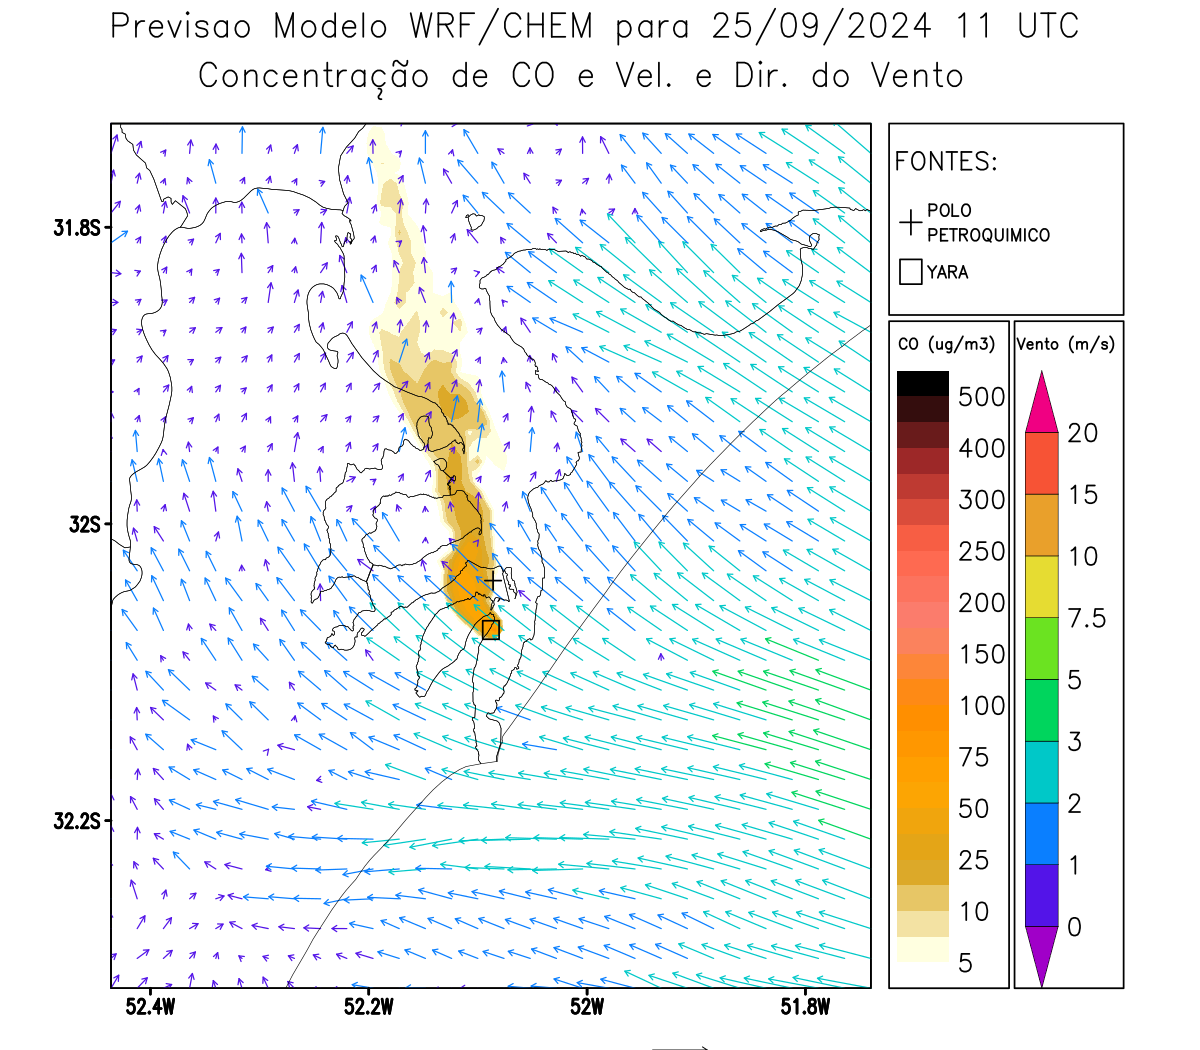 Previsao Modelo WRF/CHEM para 25/09/2024 11 UTC
Concentração de CO e Vel. e Dir. do Vento
FONTES:
POLO
PETROQUIMICO
YARA
CO (ug/m3)
500
400
300
250
200
150
100
75
50
25
10
5
Vento (m/s)
20
15
10
7.5
5
3
2
1
0
31.8S
32S
32.2S
52.4W
52.2W
52W
51.8W